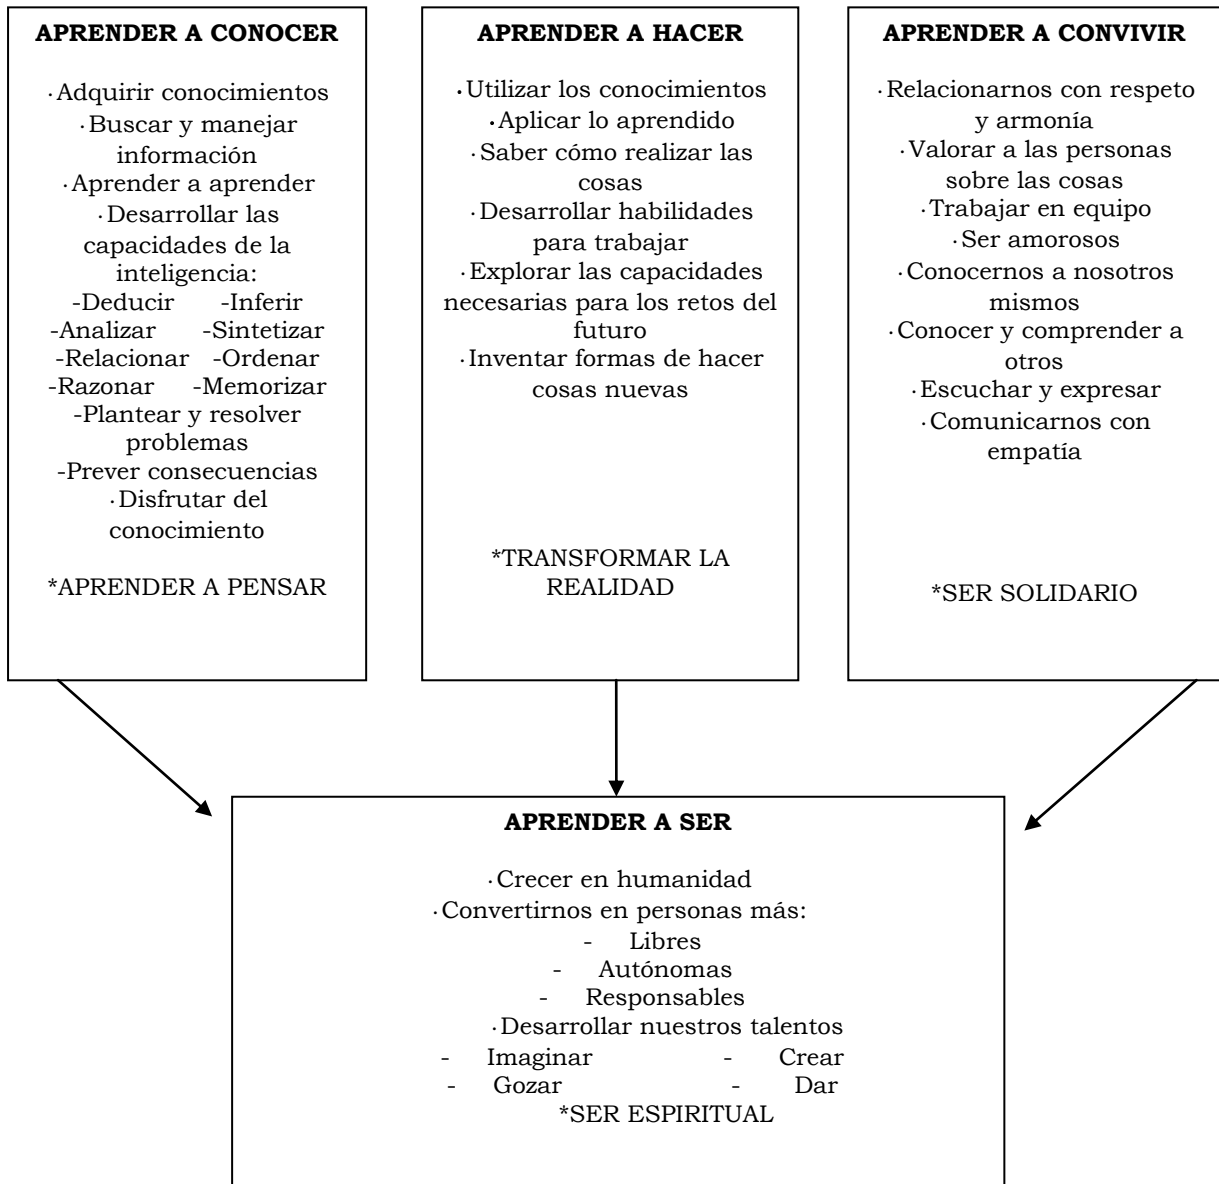 APRENDER A CONOCER
·Adquirir conocimientos
·Buscar y manejar
información
·Aprender a aprender
·Desarrollar las
capacidades de la
inteligencia:
-Deducir -Inferir
-Analizar -Sintetizar
-Relacionar -Ordenar
-Razonar -Memorizar
-Plantear y resolver
problemas
-Prever consecuencias
·Disfrutar del
conocimiento
*APRENDER A PENSAR
APRENDER A HACER
·Utilizar los conocimientos
·Aplicar lo aprendido
·Saber cómo realizar las
cosas
·Desarrollar habilidades
para trabajar
·Explorar las capacidades
necesarias para los retos del
futuro
·Inventar formas de hacer
cosas nuevas
*TRANSFORMAR LA
REALIDAD
APRENDER A CONVIVIR
·Relacionarnos con respeto
y armonía
·Valorar a las personas
sobre las cosas
·Trabajar en equipo
·Ser amorosos
·Conocernos a nosotros
mismos
·Conocer y comprender a
otros
·Escuchar y expresar
·Comunicarnos con
empatía
*SER SOLIDARIO
APRENDER A SER
·Crecer en humanidad
·Convertirnos en personas más:
- Libres
- Autónomas
- Responsables
·Desarrollar nuestros talentos
- Imaginar - Crear
- Gozar - Dar
*SER ESPIRITUAL